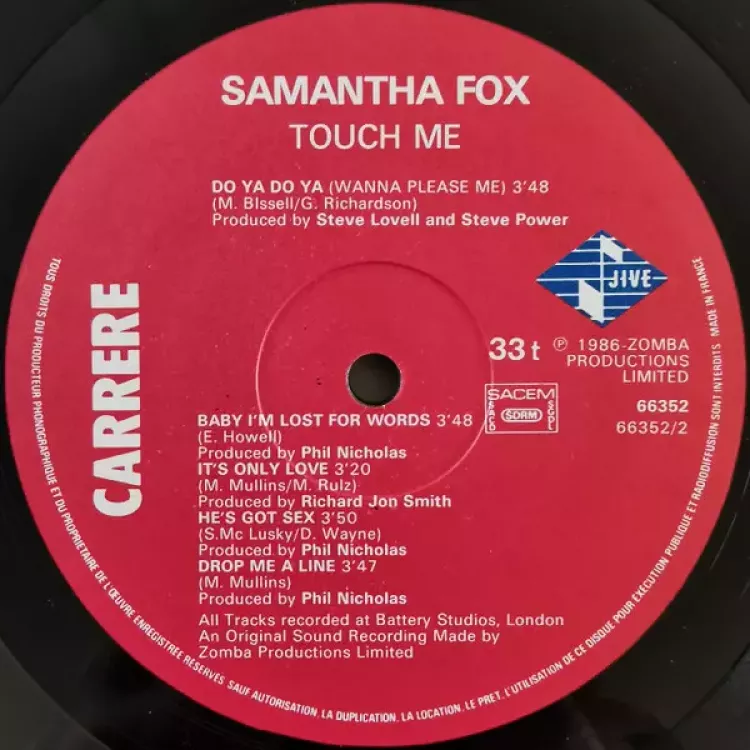 SAMANTHA FOX
TOUCH ME
DO YA DO YA (WANNA PLEASE ME) 3'48
(M. BIssell/G. Richardson)
Produced by Steve Lovell and Steve Power
CARRERE
JIVE
33 t
℗ 1986-ZOMBA
PRODUCTIONS
LIMITED
SACEM
SACD
SDRM
SGDL
66352
66352/2
BABY I'M LOST FOR WORDS 3'48
(E. Howell)
Produced by Phil Nicholas
IT'S ONLY LOVE 3'20
(M. Mullins/M. Rulz)
Produced by Richard Jon Smith
HE'S GOT SEX 3'50
(S.Mc Lusky/D. Wayne)
Produced by Phil Nicholas
DROP ME A LINE 3'47
(M. Mullins)
Produced by Phil Nicholas
All Tracks recorded at Battery Studios, London
An Original Sound Recording Made by
Zomba Productions Limited
TOUS DROITS DU PRODUCTEUR PHONOGRAPHIQUE ET DU PROPRIETAIRE DE L'ŒUVRE ENREGISTREE RESERVES SAUF AUTORISATION, LA DUPLICATION, LA LOCATION, LE PRET, L'UTILISATION DE CE DISQUE POUR EXECUTION PUBLIQUE ET RADIODIFFUSION SONT INTERDITS MADE IN FRANCE